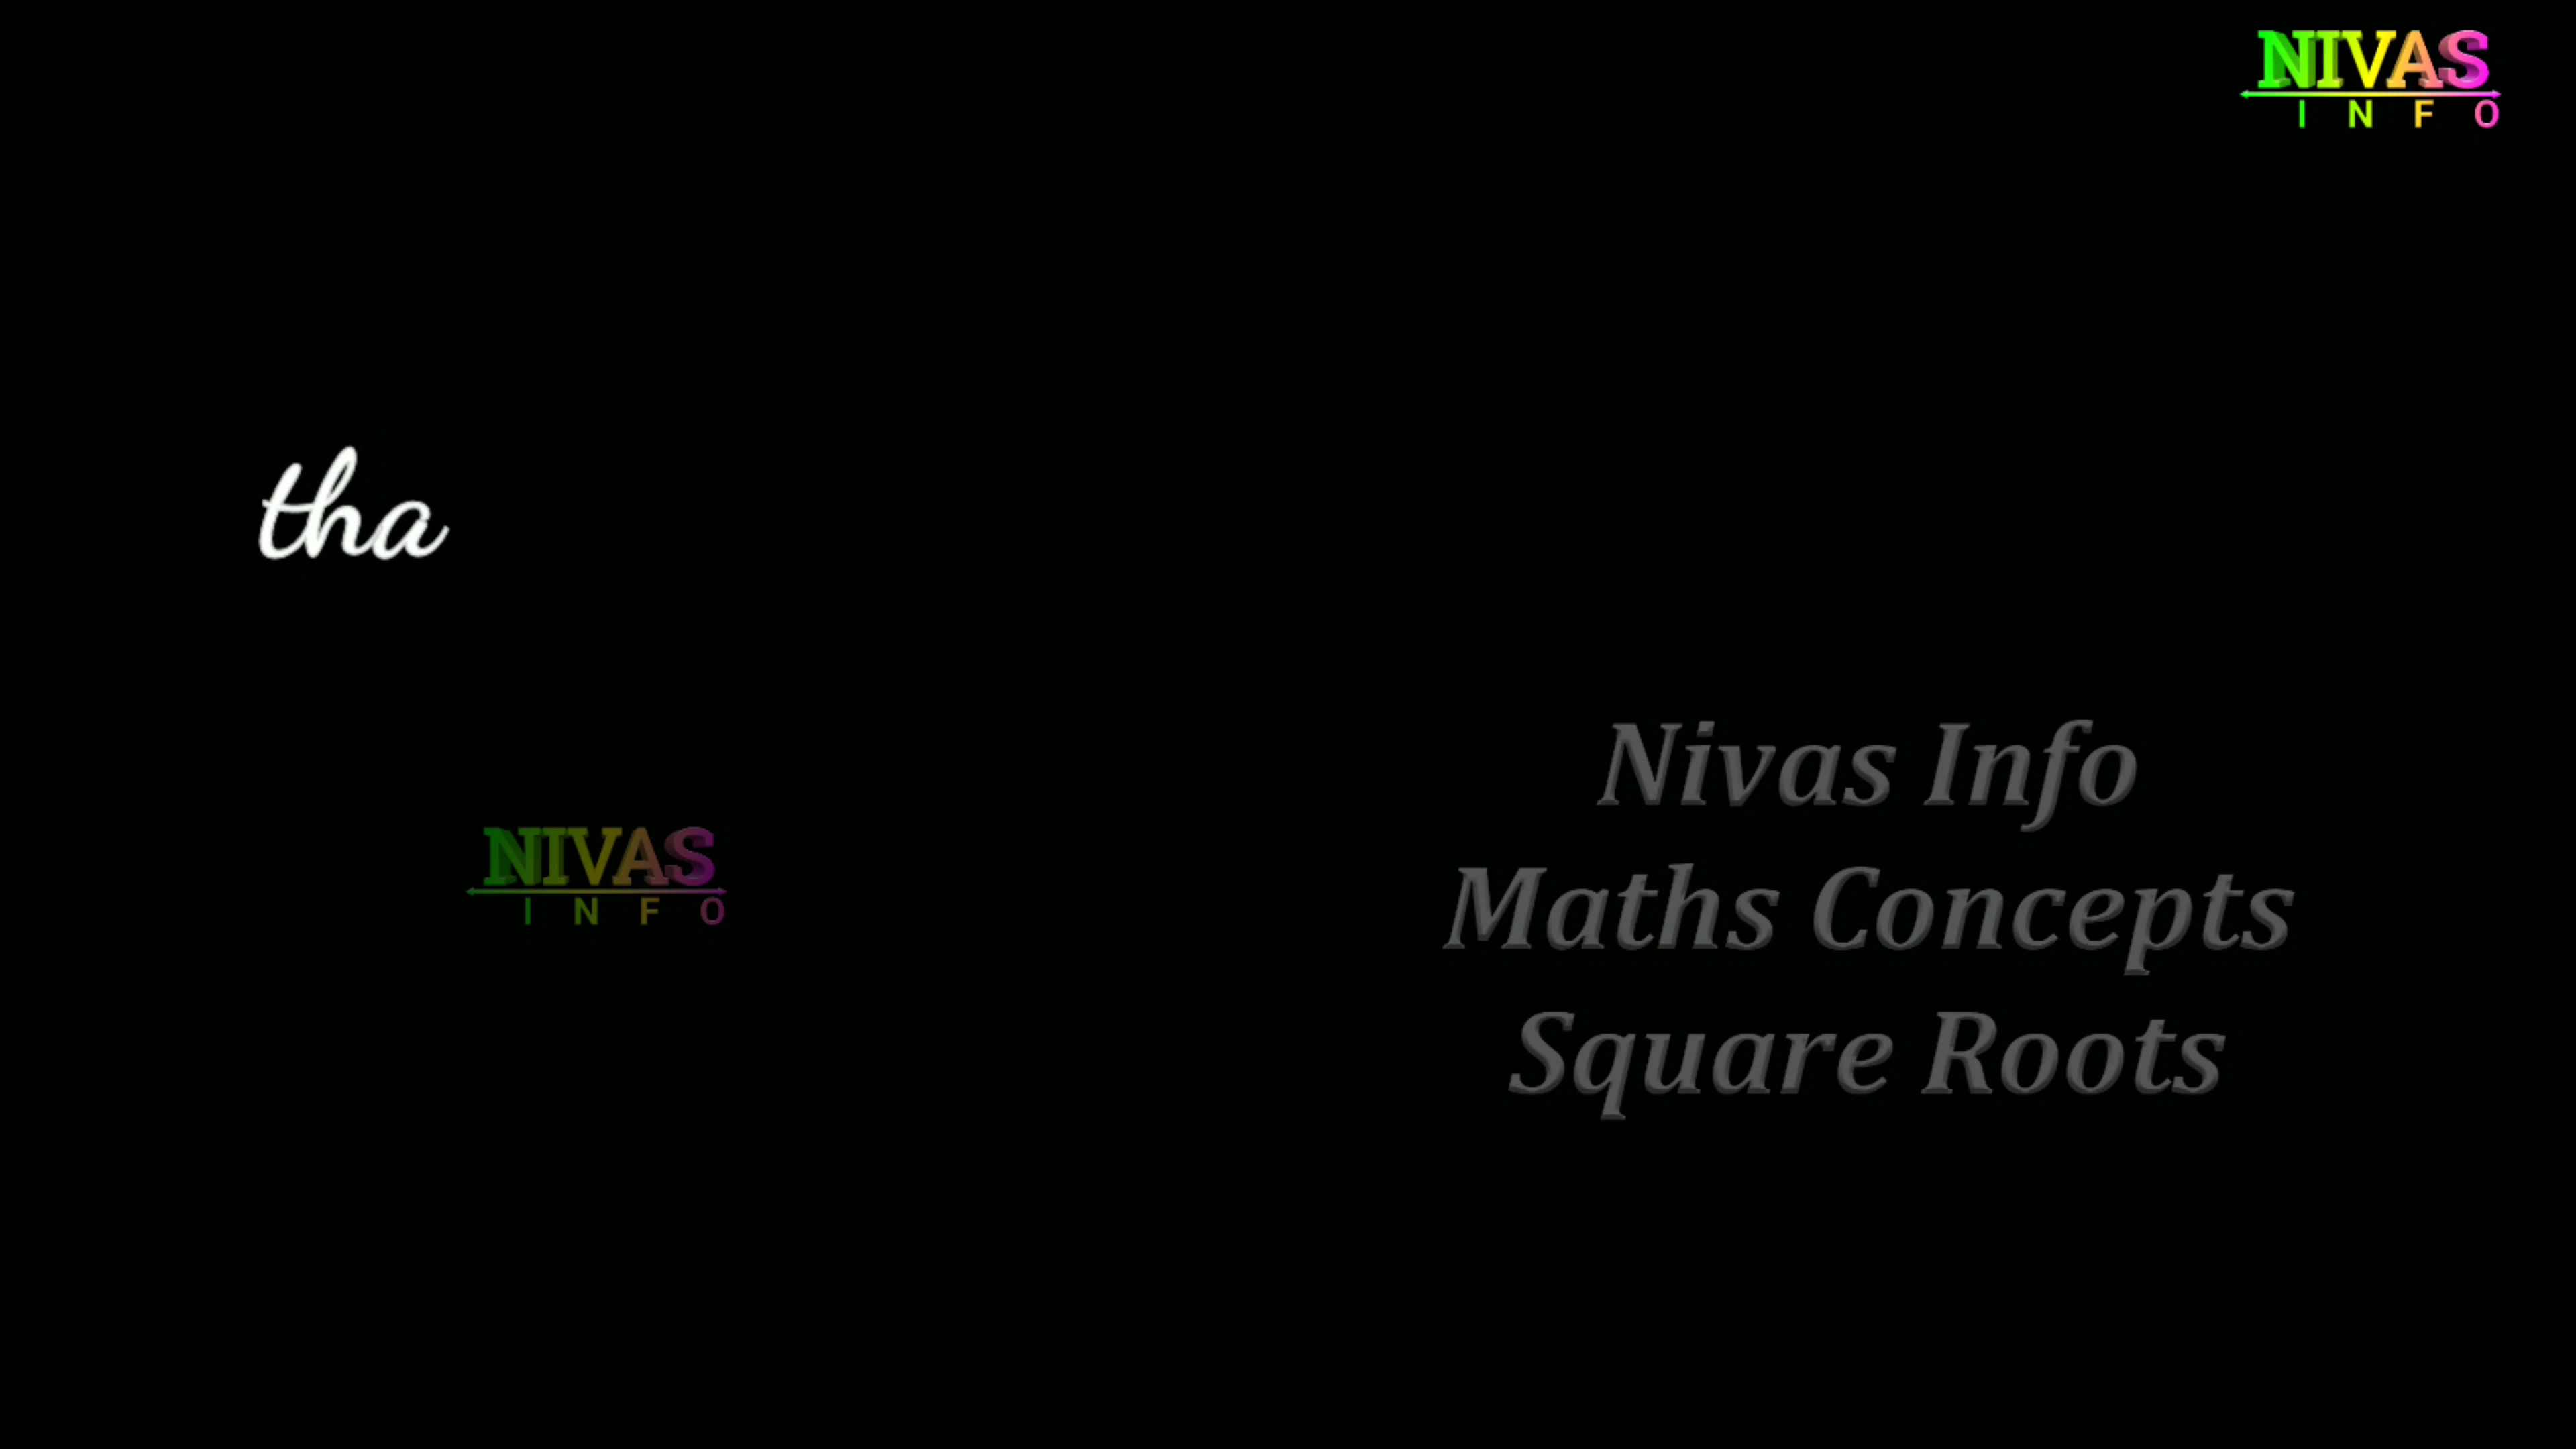 NIVAS
INFO
tha
Nivas Info
Maths Concepts
Square Roots
NIVAS
INFO